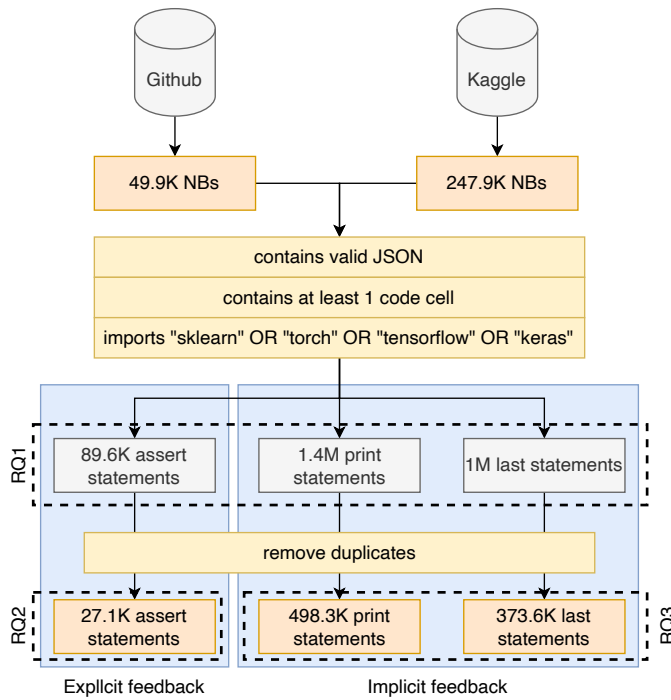 Github
Kaggle
49.9K NBs
247.9K NBs
contains valid JSON
contains at least 1 code cell
imports "sklearn" OR "torch" OR "tensorflow" OR "keras"
RQ1
89.6K assert
statements
1.4M print
statements
1M last statements
remove duplicates
RQ2
27.1K assert
statements
498.3K print
statements
373.6K last
statements
RQ3
Expllcit feedback
Implicit feedback